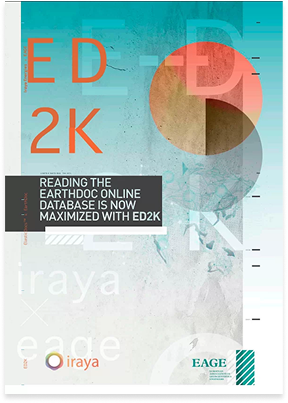 ED
2K
E-D
READING THE
EARTHDOC ONLINE
DATABASE IS NOW
MAXIMIZED WITH ED2K
iraya
x
eage
iraya
EAGE